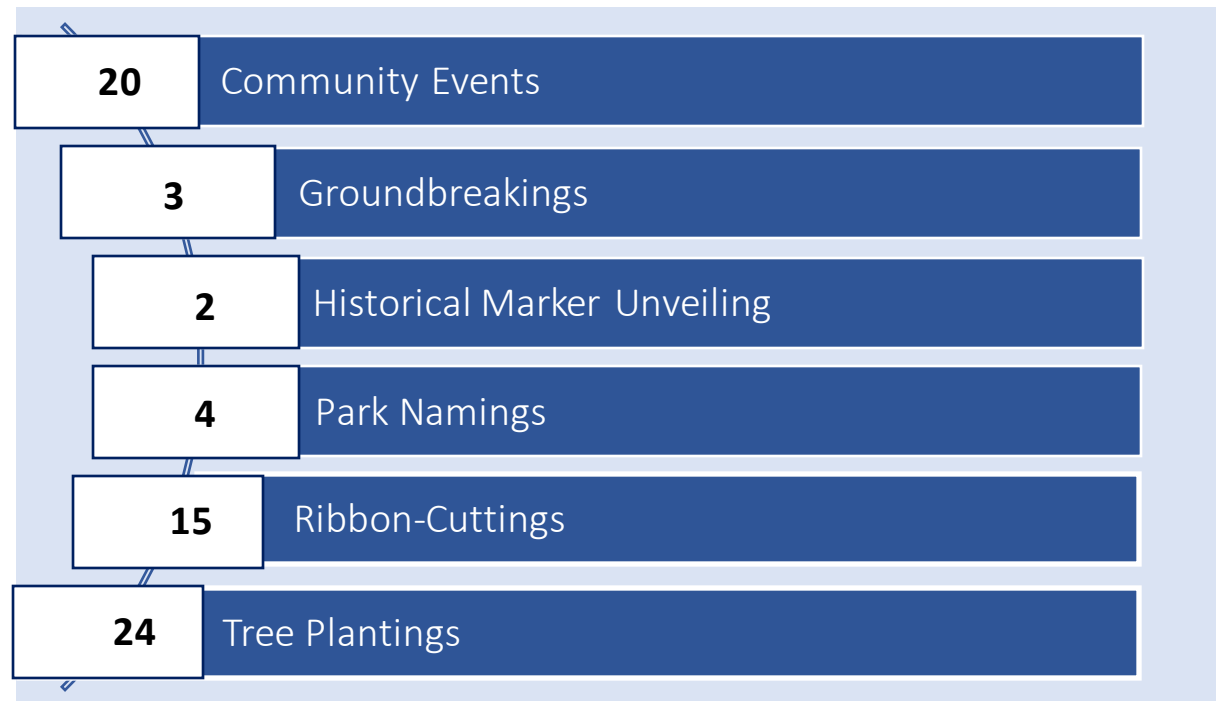 20 Community Events
3 Groundbreakings
2 Historical Marker Unveiling
4 Park Namings
15 Ribbon-Cuttings
24 Tree Plantings